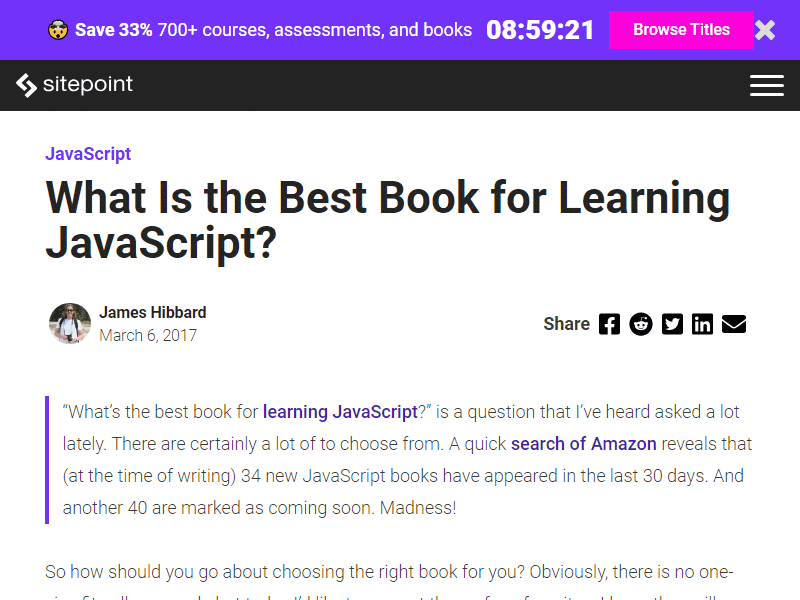 Save 33% 700+ courses, assessments, and books 08:59:21 Browse Titles
sitepoint
JavaScript
What Is the Best Book for Learning
JavaScript?
James Hibbard
March 6, 2017
Share
“What’s the best book for learning JavaScript?” is a question that I’ve heard asked a lot
lately. There are certainly a lot of to choose from. A quick search of Amazon reveals that
(at the time of writing) 34 new JavaScript books have appeared in the last 30 days. And
another 40 are marked as coming soon. Madness!
So how should you go about choosing the right book for you? Obviously, there is no one-